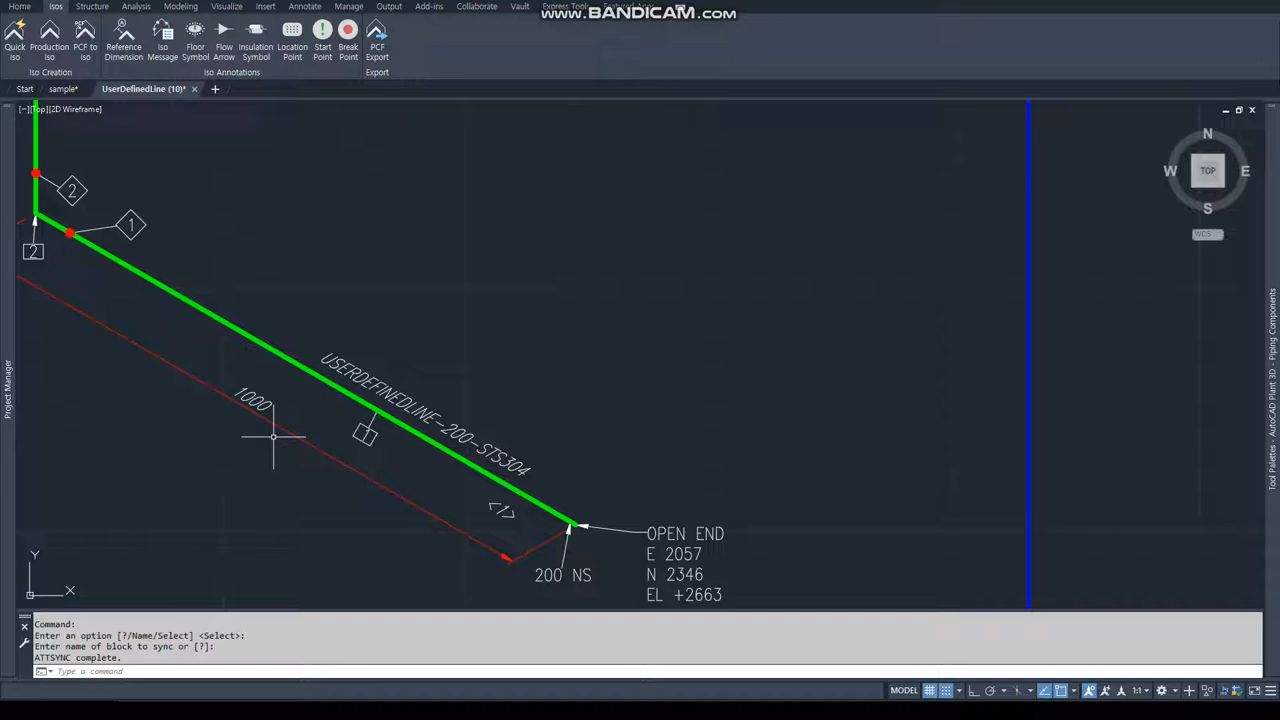 www.BANDICAM.com
Home Isos Structure Analysis Modeling Visualize Insert Annotate Manage Output Add-ins Collaborate Vault Express Tools Featured Apps
Quick Iso
Production Iso
PCF to Iso
Reference Dimension
Iso Message
Floor Symbol
Flow Arrow
Insulation Symbol
Location Point
Start Point
Break Point
PCF Export
Iso Creation
Iso Annotations
Export
Start sample* UserDefinedLine (10)*
[−][Top][2D Wireframe]
N
W TOP E
S
WCS
2
1
2
1000
USERDEFINEDLINE-200-STS304
1
<1>
200 NS
OPEN END
E 2057
N 2346
EL +2663
Y
X
Project Manager
Tool Palettes - AutoCAD Plant 3D - Piping Components
Command:
Enter an option [?/Name/Select] <Select>:
Enter name of block to sync or [?]:
ATTSYNC complete.
Type a command
MODEL 1:1